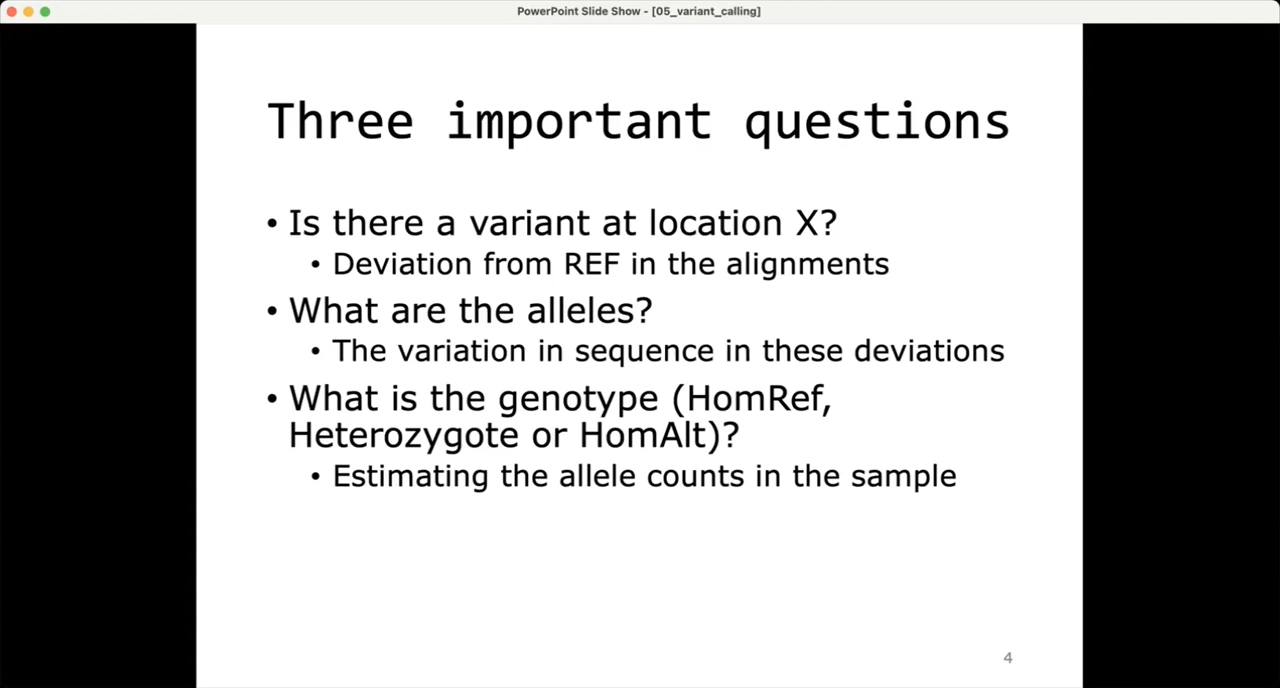 PowerPoint Slide Show - [05_variant_calling]
Three important questions
• Is there a variant at location X?
• Deviation from REF in the alignments
• What are the alleles?
• The variation in sequence in these deviations
• What is the genotype (HomRef,
Heterozygote or HomAlt)?
• Estimating the allele counts in the sample
4